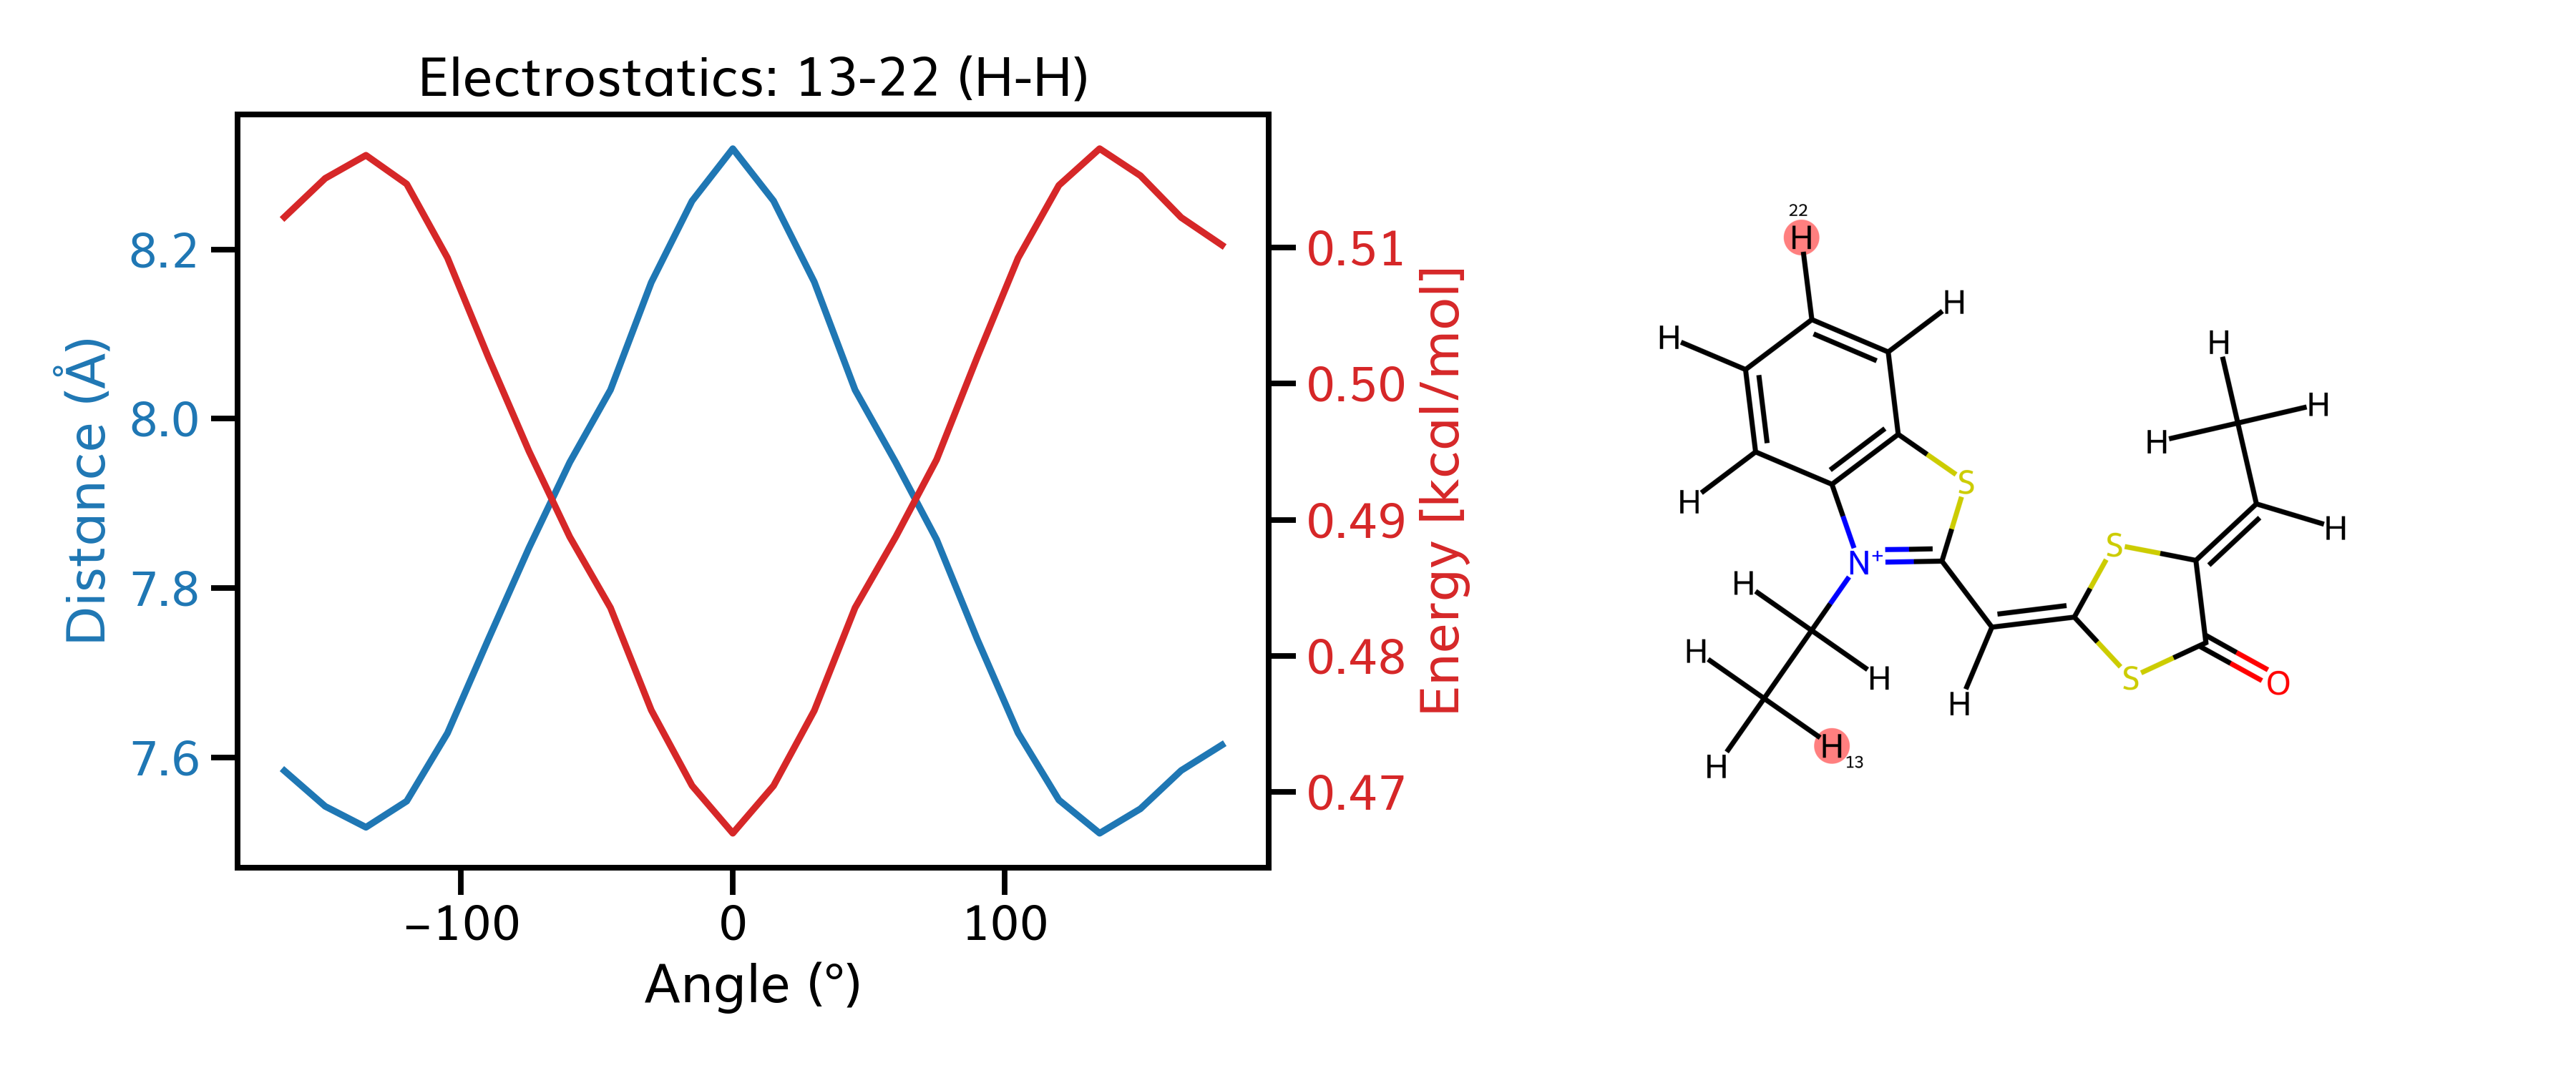 Electrostatics: 13-22 (H-H)
Distance (Å)
8.2
8.0
7.8
7.6
−100
0
100
Angle (°)
0.51
0.50
0.49
0.48
0.47
Energy [kcal/mol]
22
H
H
H
H
H
H
H
S
H
H
S
N+
H
H
H
S
O
H
H
13
H